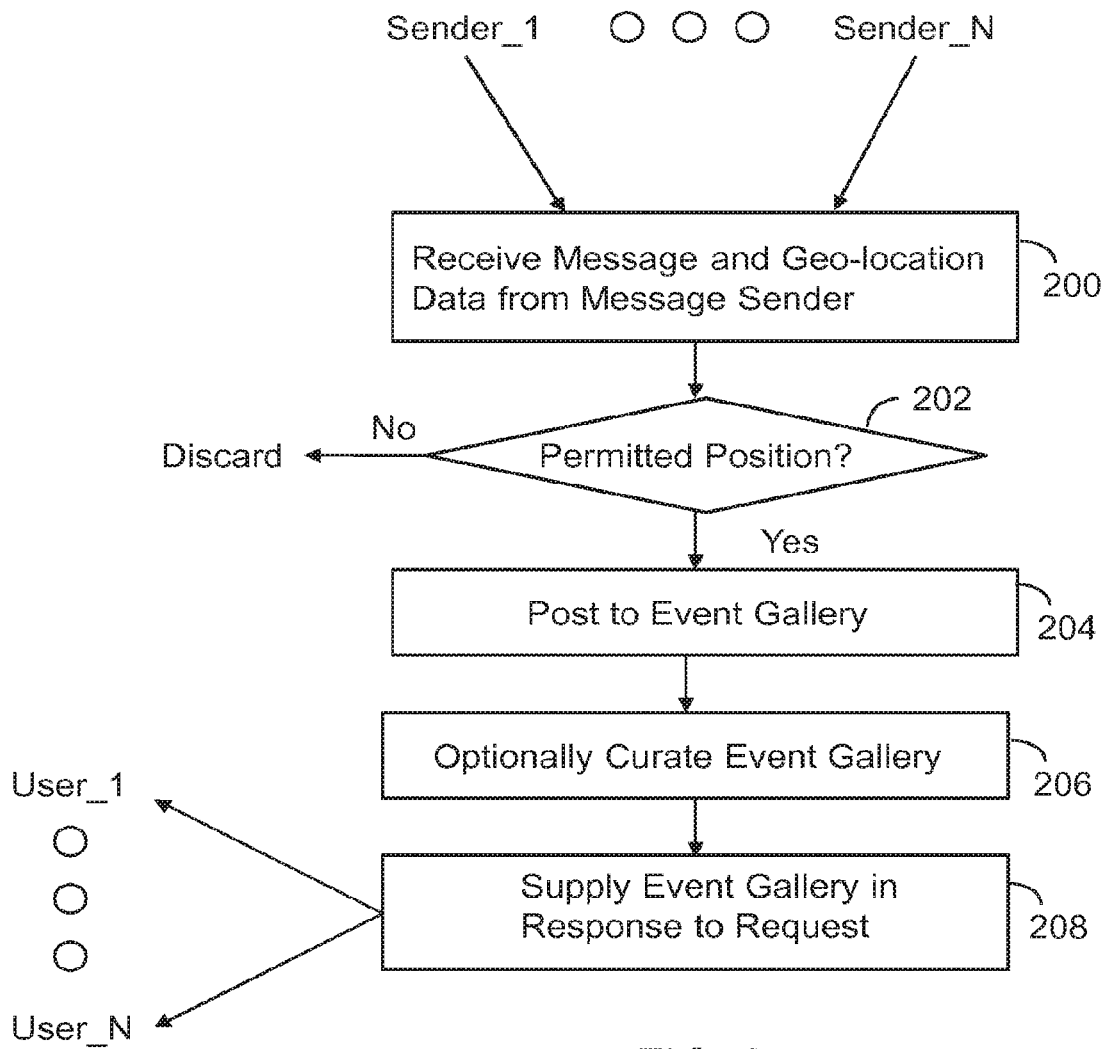 Sender_1
Sender_N
Receive Message and Geo-location
Data from Message Sender
200
202
No
Discard
Permitted Position?
Yes
Post to Event Gallery
204
Optionally Curate Event Gallery
206
User_1
Supply Event Gallery in
Response to Request
208
User_N